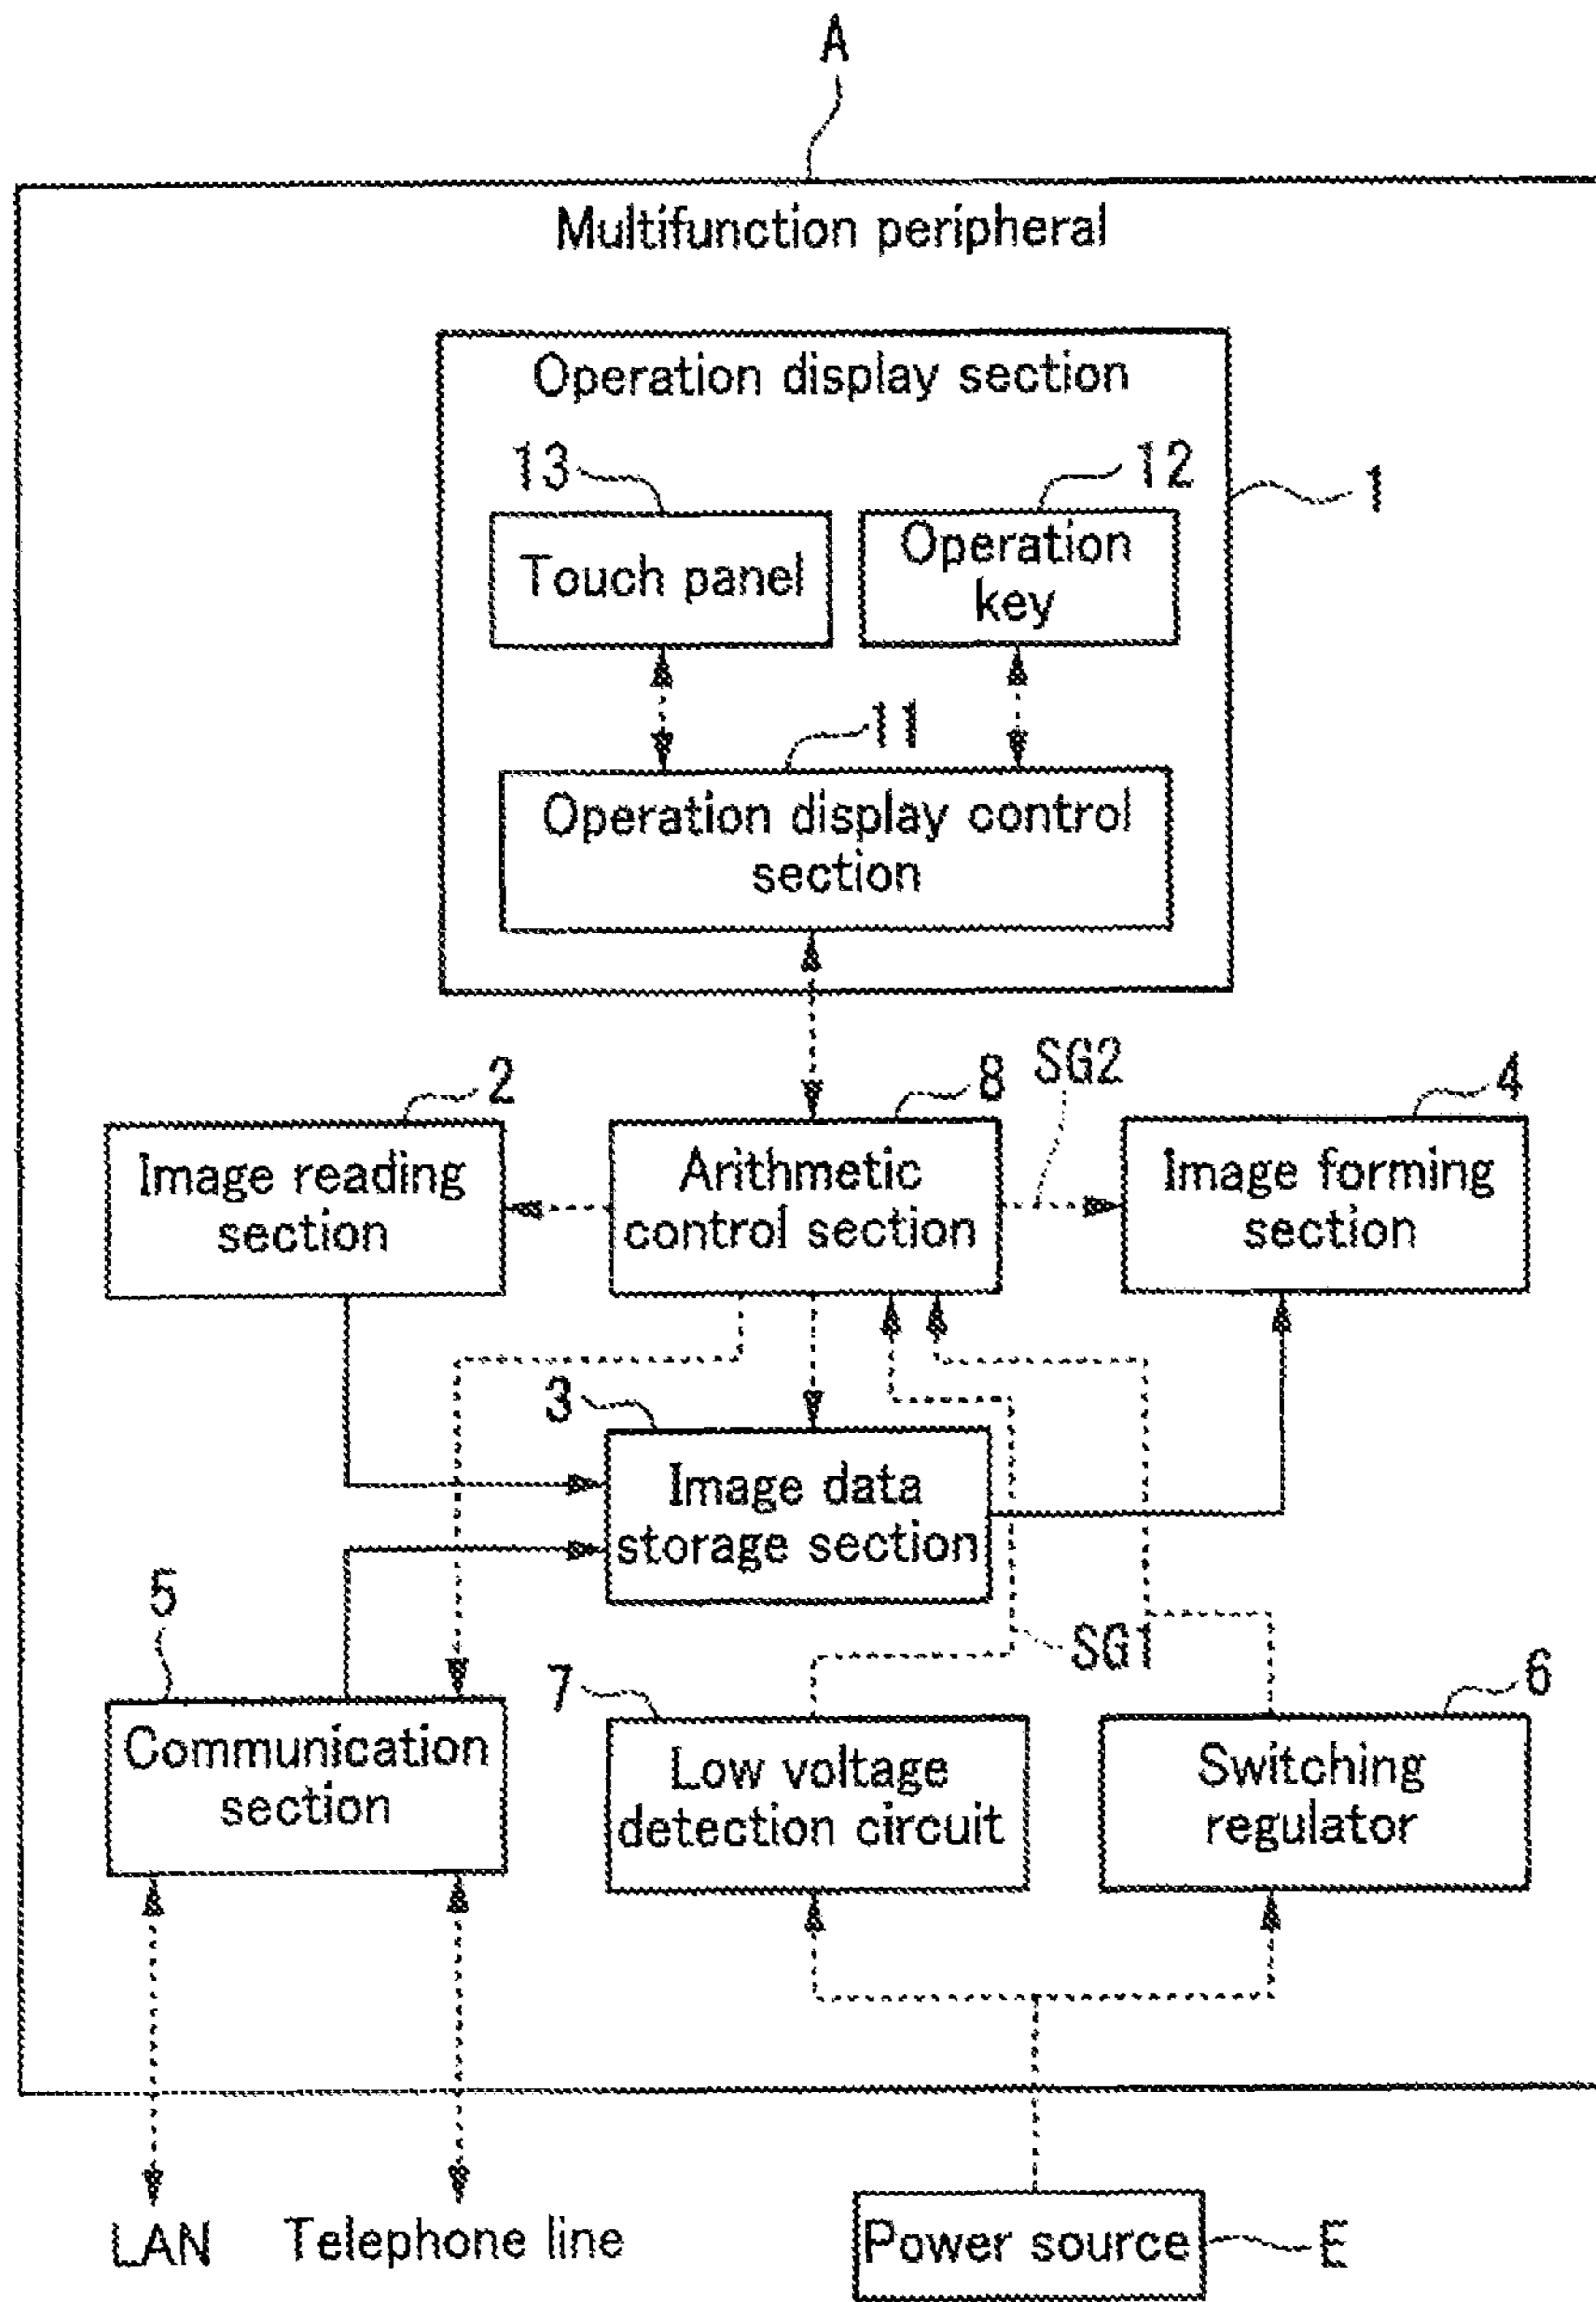 A
Multifunction peripheral
Operation display section
13
12
1
Touch panel
Operation
key
11
Operation display control
section
2
8
SG2
4
Image reading
section
Arithmetic
control section
Image forming
section
3
Image data
storage section
5
SG1
7
6
Communication
section
Low voltage
detection circuit
Switching
regulator
LAN
Telephone line
Power source
E